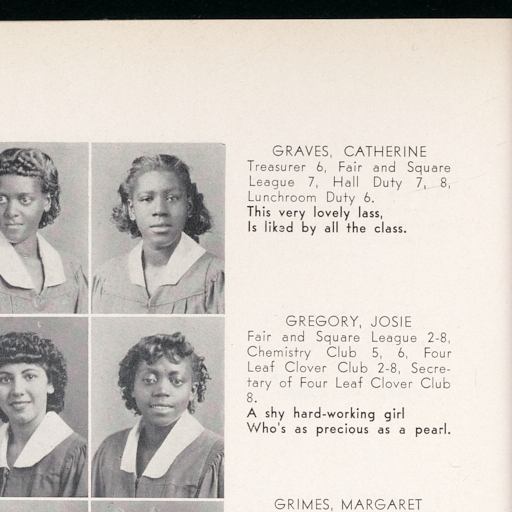 GRAVES, CATHERINE
Treasurer 6, Fair and Square
League 7, Hall Duty 7, 8,
Lunchroom Duty 6.
This very lovely lass,
Is liked by all the class.
GREGORY, JOSIE
Fair and Square League 2-8,
Chemistry Club 5, 6, Four
Leaf Clover Club 2-8, Secre-
tary of Four Leaf Clover Club
8.
A shy hard-working girl
Who's as precious as a pearl.
GRIMES, MARGARET